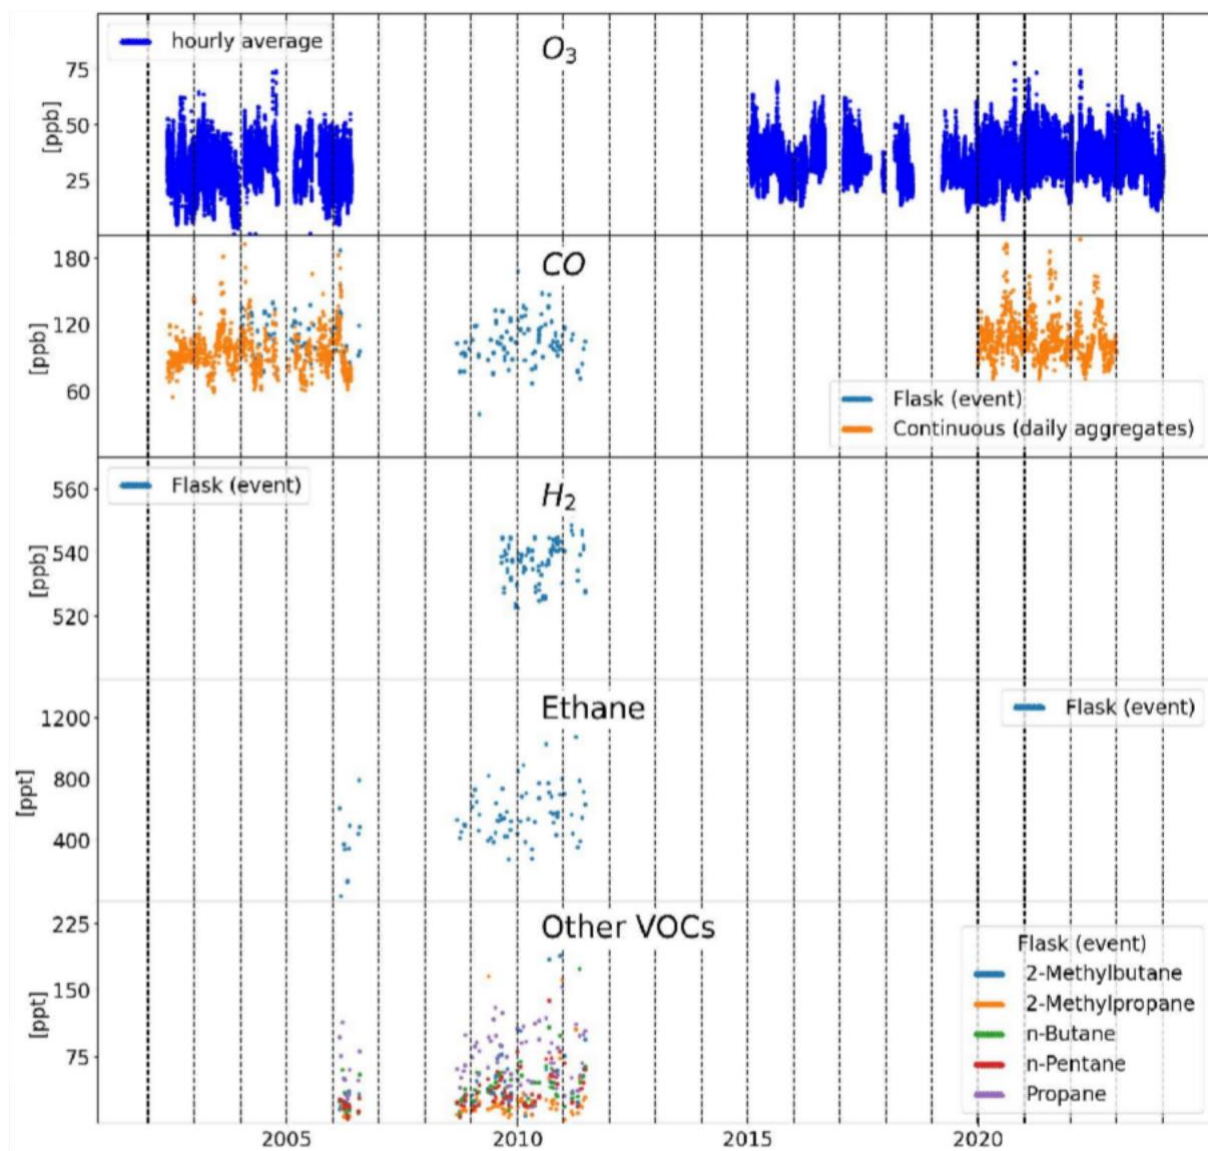 hourly average
O₃
75
50
25
[ppb]
CO
180
120
60
[ppb]
Flask (event)
Continuous (daily aggregates)
Flask (event)
H₂
560
540
520
[ppb]
Ethane
Flask (event)
1200
800
400
[ppt]
Other VOCs
225
150
75
[ppt]
Flask (event)
2-Methylbutane
2-Methylpropane
n-Butane
n-Pentane
Propane
2005 2010 2015 2020